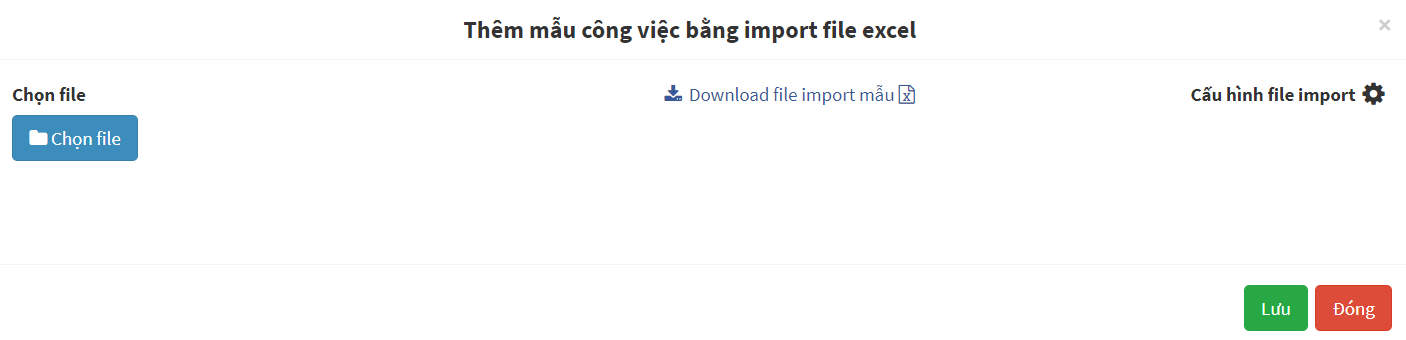 Thêm mẫu công việc bằng import file excel
×
Chọn file
Download file import mẫu
Cấu hình file import
Chọn file
Lưu
Đóng